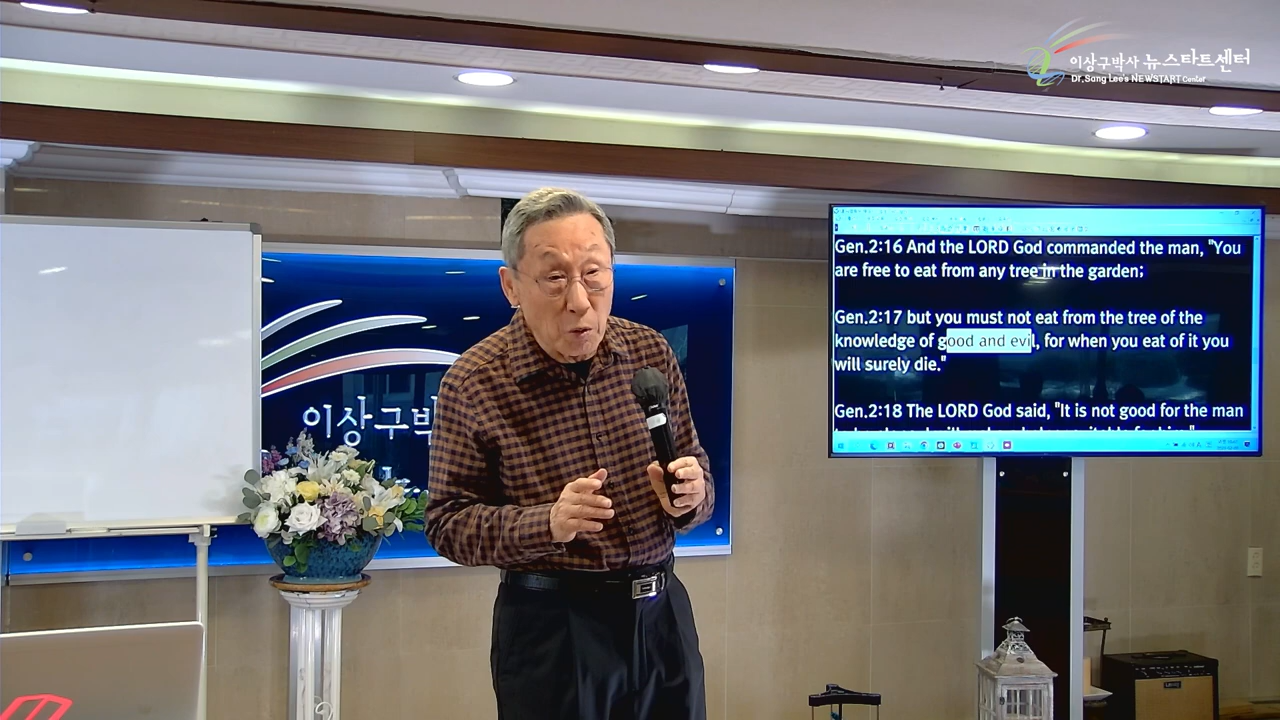 이상구박사 뉴스타트센터
Dr.Sang Lee's NEWSTART Center
Gen.2:16 And the LORD God commanded the man, "You
are free to eat from any tree in the garden;
Gen.2:17 but you must not eat from the tree of the
knowledge of good and evil, for when you eat of it you
will surely die."
Gen.2:18 The LORD God said, "It is not good for the man
이상구박